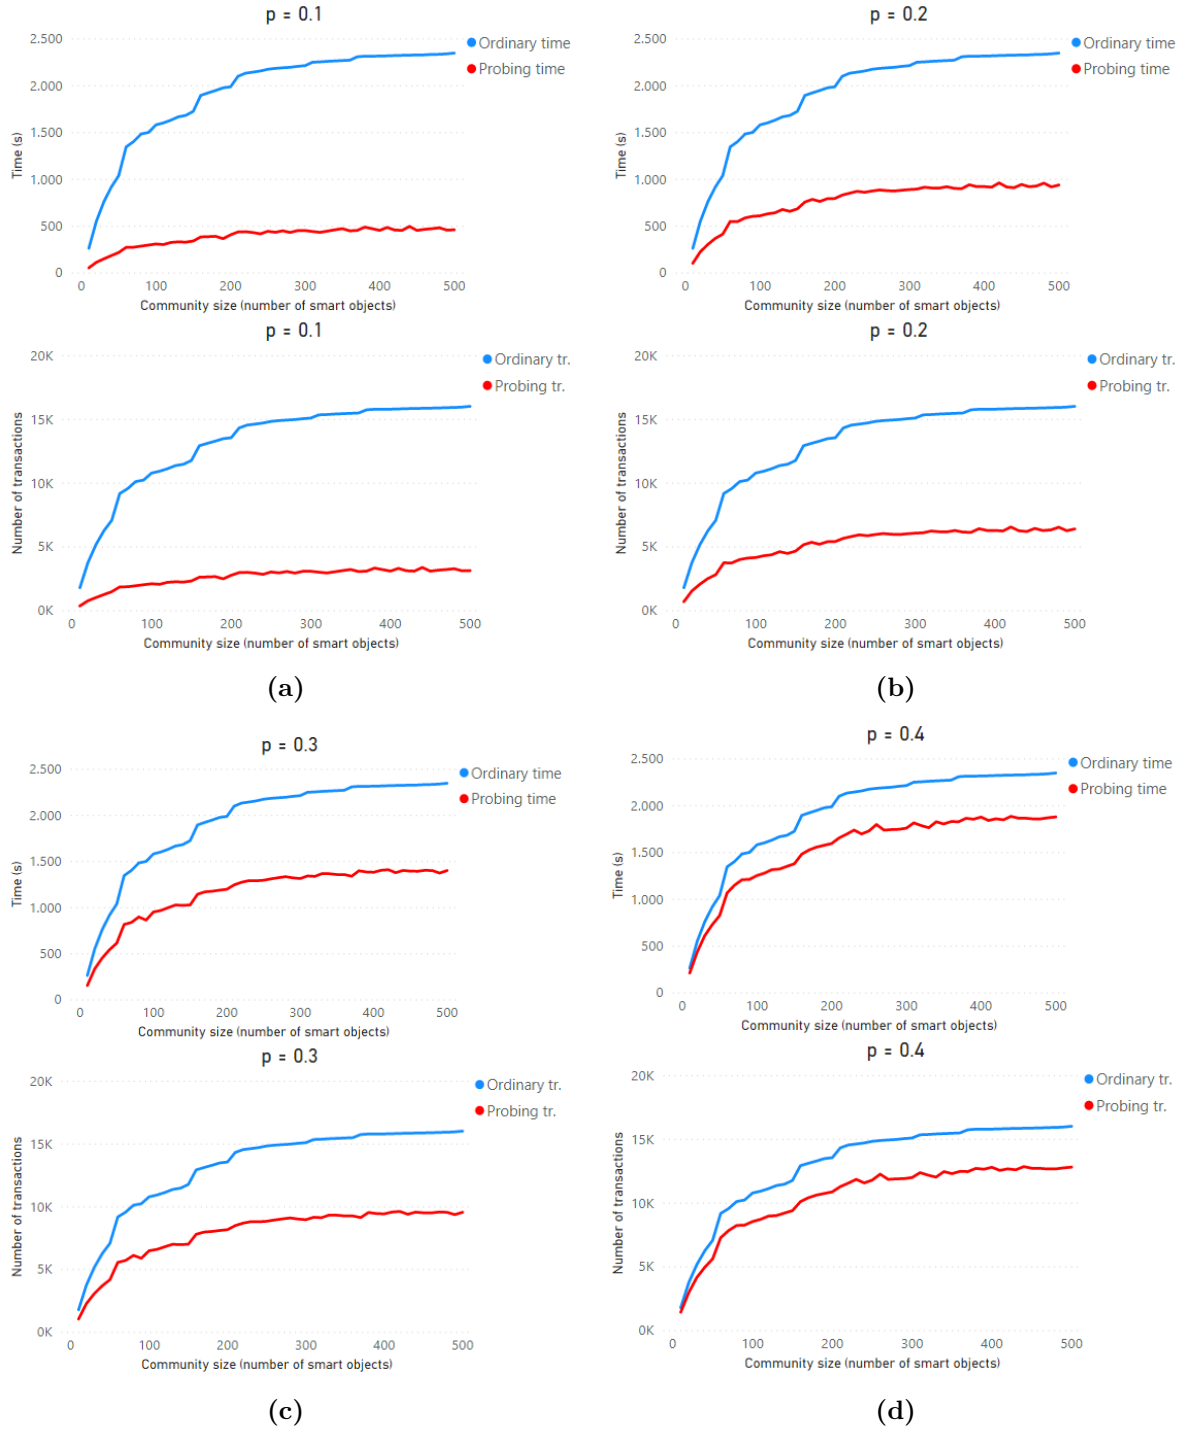 p = 0.1
2.500
2.000
1.500
1.000
500
0
Time (s)
0 100 200 300 400 500
Community size (number of smart objects)
Ordinary time
Probing time
p = 0.1
20K
15K
10K
5K
0K
Number of transactions
0 100 200 300 400 500
Community size (number of smart objects)
Ordinary tr.
Probing tr.
(a)
p = 0.2
2.500
2.000
1.500
1.000
500
0
Time (s)
0 100 200 300 400 500
Community size (number of smart objects)
Ordinary time
Probing time
p = 0.2
20K
15K
10K
5K
0K
Number of transactions
0 100 200 300 400 500
Community size (number of smart objects)
Ordinary tr.
Probing tr.
(b)
p = 0.3
2.500
2.000
1.500
1.000
500
0
Time (s)
0 100 200 300 400 500
Community size (number of smart objects)
Ordinary time
Probing time
p = 0.3
20K
15K
10K
5K
0K
Number of transactions
0 100 200 300 400 500
Community size (number of smart objects)
Ordinary tr.
Probing tr.
(c)
p = 0.4
2.500
2.000
1.500
1.000
500
0
Time (s)
0 100 200 300 400 500
Community size (number of smart objects)
Ordinary time
Probing time
p = 0.4
20K
15K
10K
5K
0K
Number of transactions
0 100 200 300 400 500
Community size (number of smart objects)
Ordinary tr.
Probing tr.
(d)